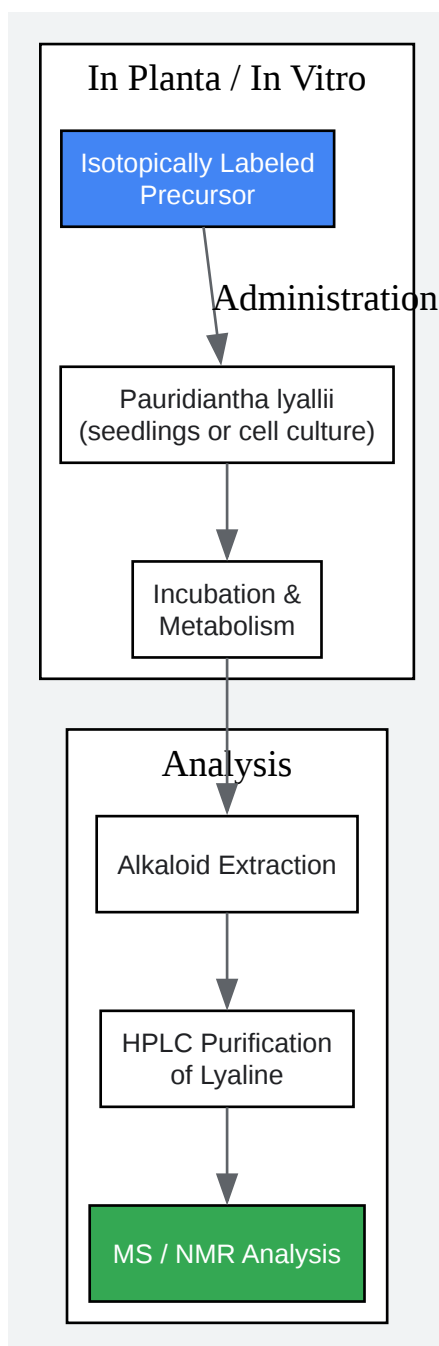 In Planta / In Vitro
Isotopically Labeled
Precursor
Administration
Pauridiantha lyallii
(seedlings or cell culture)
Incubation &
Metabolism
Analysis
Alkaloid Extraction
HPLC Purification
of Lyaline
MS / NMR Analysis